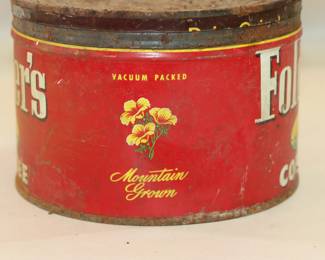 VACUUM PACKED
er's
Fol
Mountain
Grown
E
CO